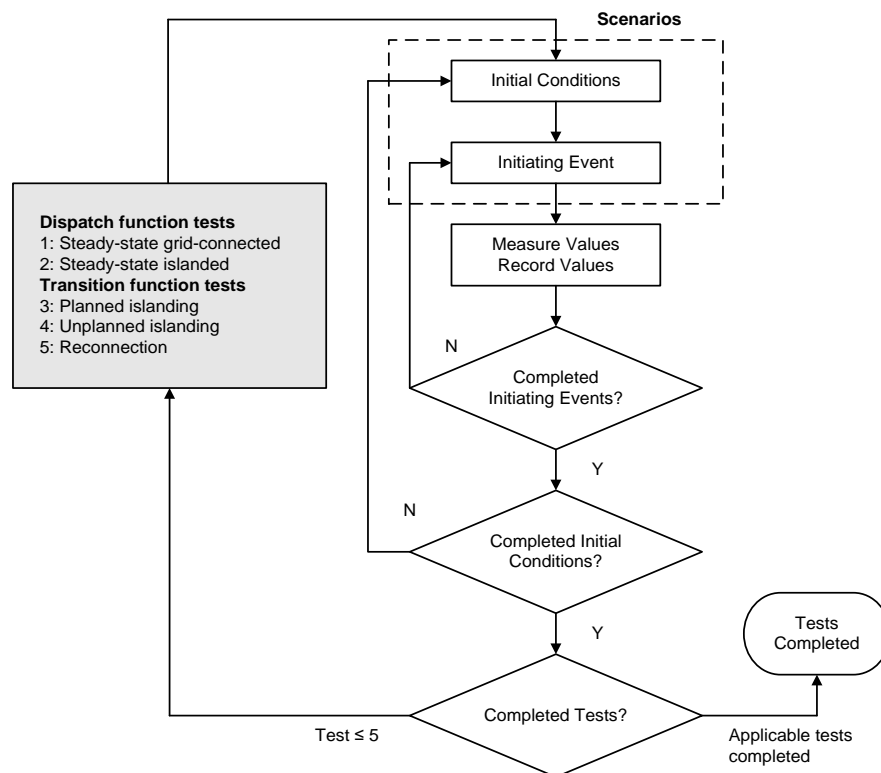 Scenarios
Initial Conditions
Initiating Event
Dispatch function tests
1: Steady-state grid-connected
2: Steady-state islanded
Transition function tests
3: Planned islanding
4: Unplanned islanding
5: Reconnection
Measure Values
Record Values
N
Completed
Initiating Events?
Y
N
Completed Initial
Conditions?
Y
Tests
Completed
Completed Tests?
Test ≤ 5
Applicable tests
completed